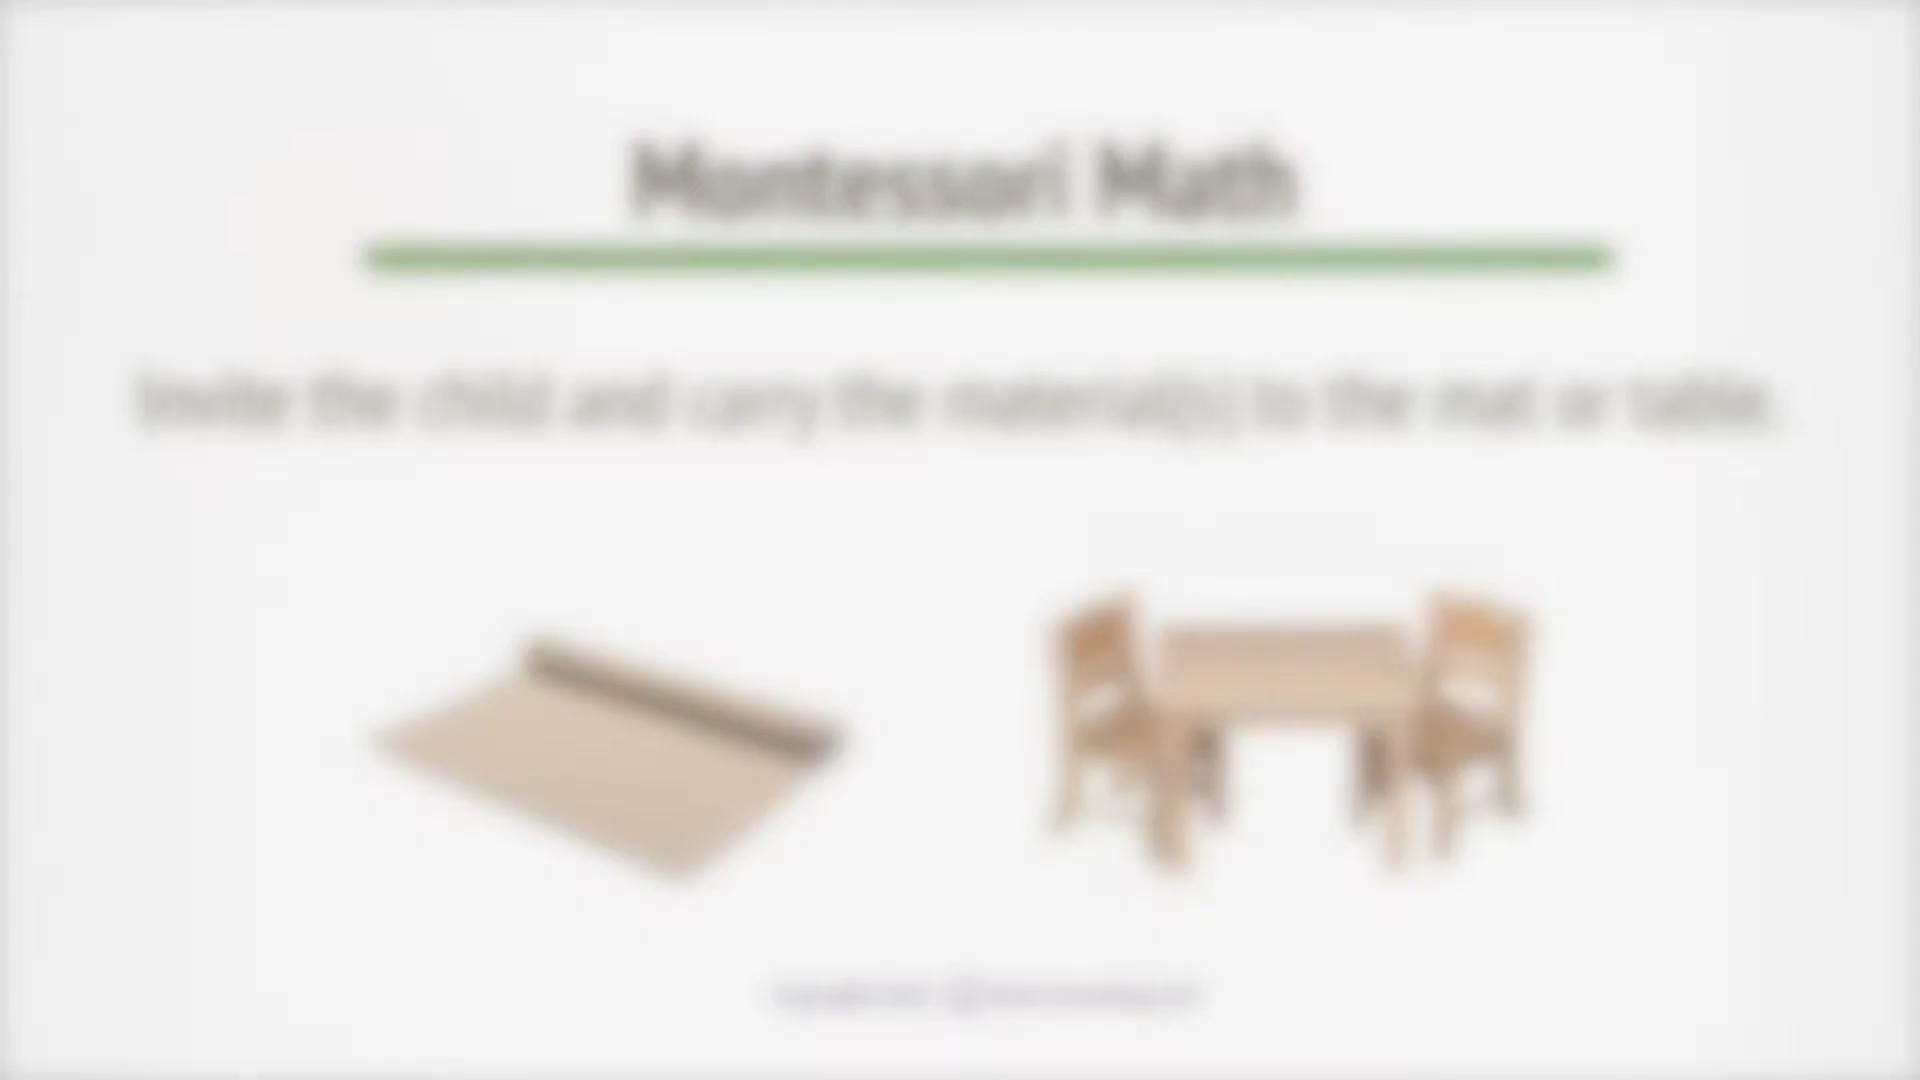 Montessori Math
Invite the child and carry the material(s) to the mat or table.